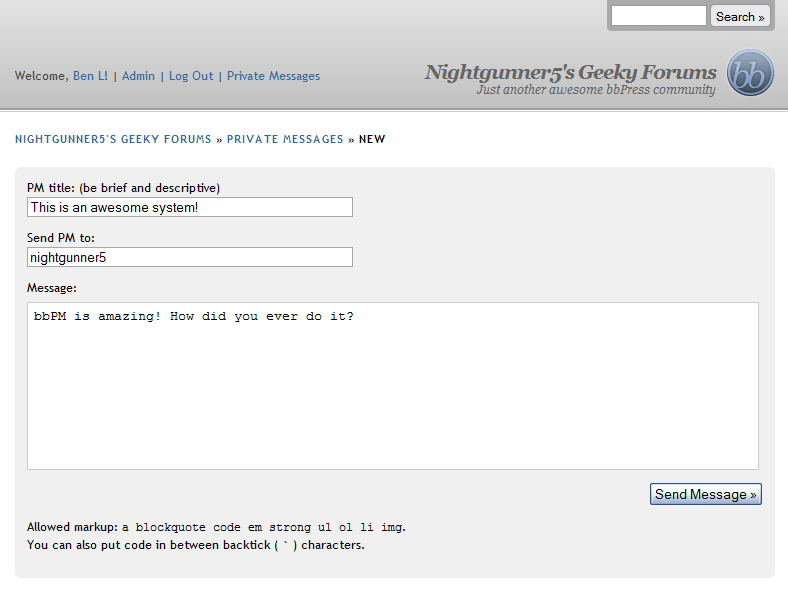 Search »
Welcome, Ben L! | Admin | Log Out | Private Messages
Nightgunner5's Geeky Forums
Just another awesome bbPress community
bb
NIGHTGUNNER5'S GEEKY FORUMS » PRIVATE MESSAGES » NEW
PM title: (be brief and descriptive)
This is an awesome system!
Send PM to:
nightgunner5
Message:
bbPM is amazing! How did you ever do it?
Send Message »
Allowed markup: a blockquote code em strong ul ol li img.
You can also put code in between backtick ( ` ) characters.